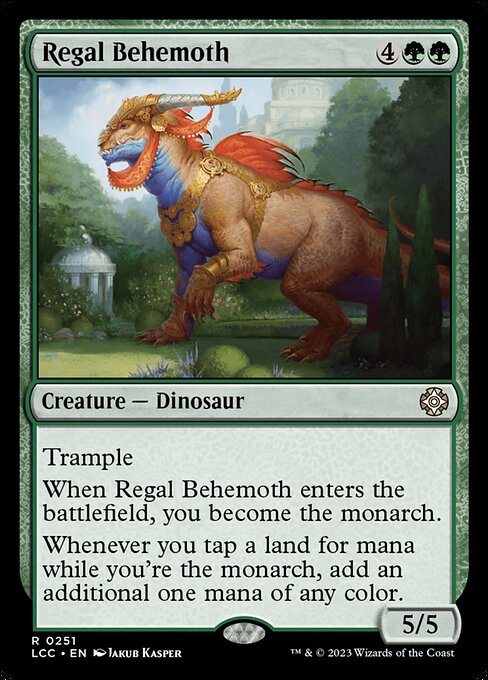 Regal Behemoth 4
Creature — Dinosaur
Trample
When Regal Behemoth enters the
battlefield, you become the monarch.
Whenever you tap a land for mana
while you're the monarch, add an
additional one mana of any color.
5/5
R 0251
LCC • EN Jakub Kasper
™ & © 2023 Wizards of the Coast